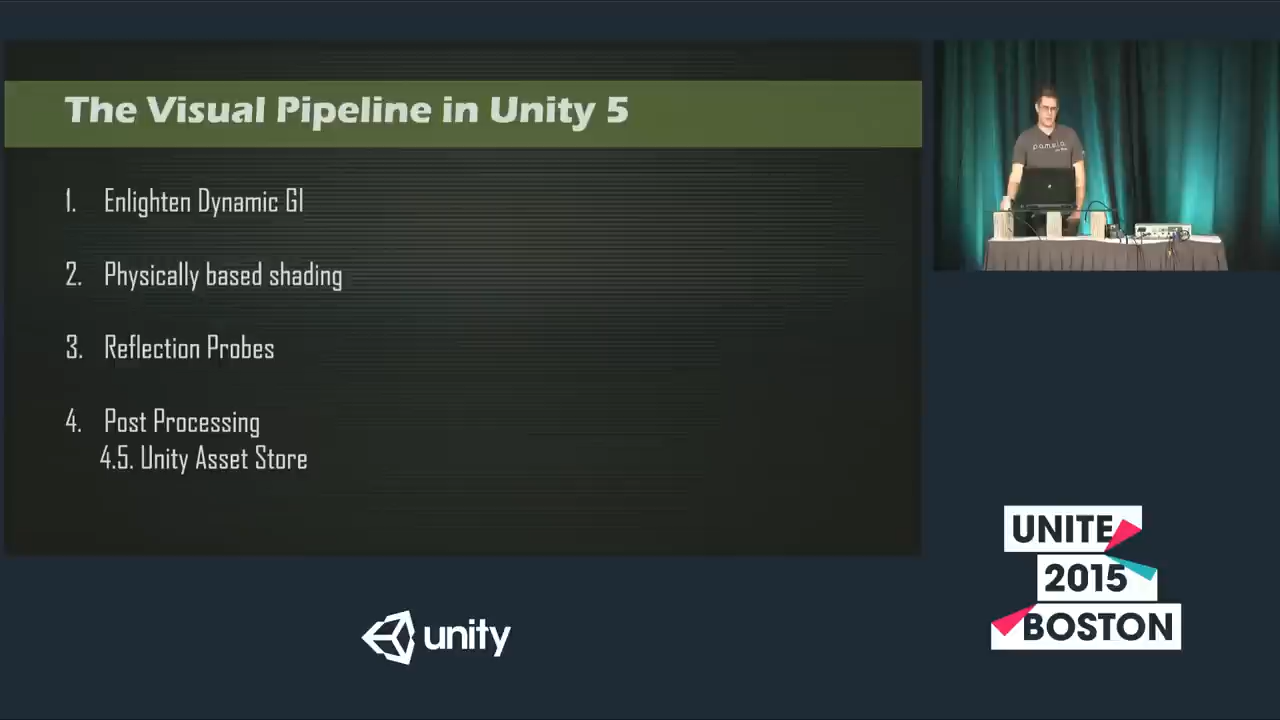 The Visual Pipeline in Unity 5
1. Enlighten Dynamic GI
2. Physically based shading
3. Reflection Probes
4. Post Processing
4.5. Unity Asset Store
p.a.m.e.l.a.
unity
UNITE
2015
BOSTON